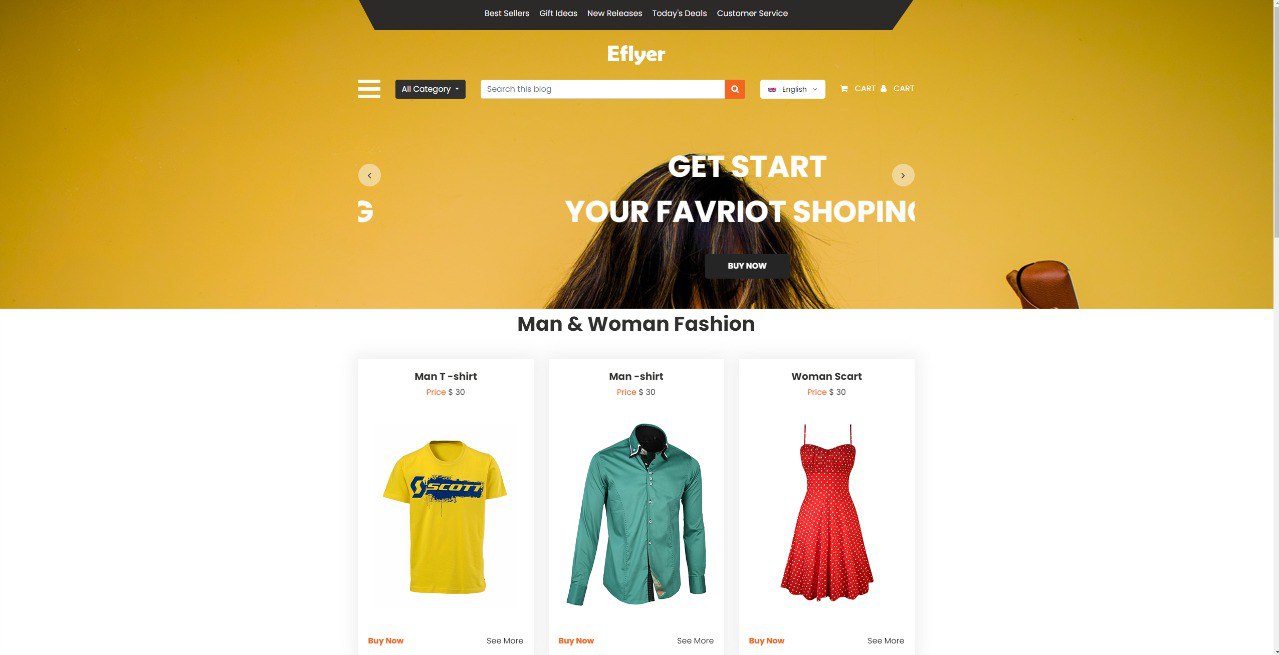 Best Sellers Gift Ideas New Releases Today's Deals Customer Service
Eflyer
All Category Search this blog English CART CART
GET START
G YOUR FAVRIOT SHOPING
BUY NOW
Man & Woman Fashion
Man T -shirt Man -shirt Woman Scart
Price $ 30 Price $ 30 Price $ 30
SCOTT
Buy Now See More Buy Now See More Buy Now See More